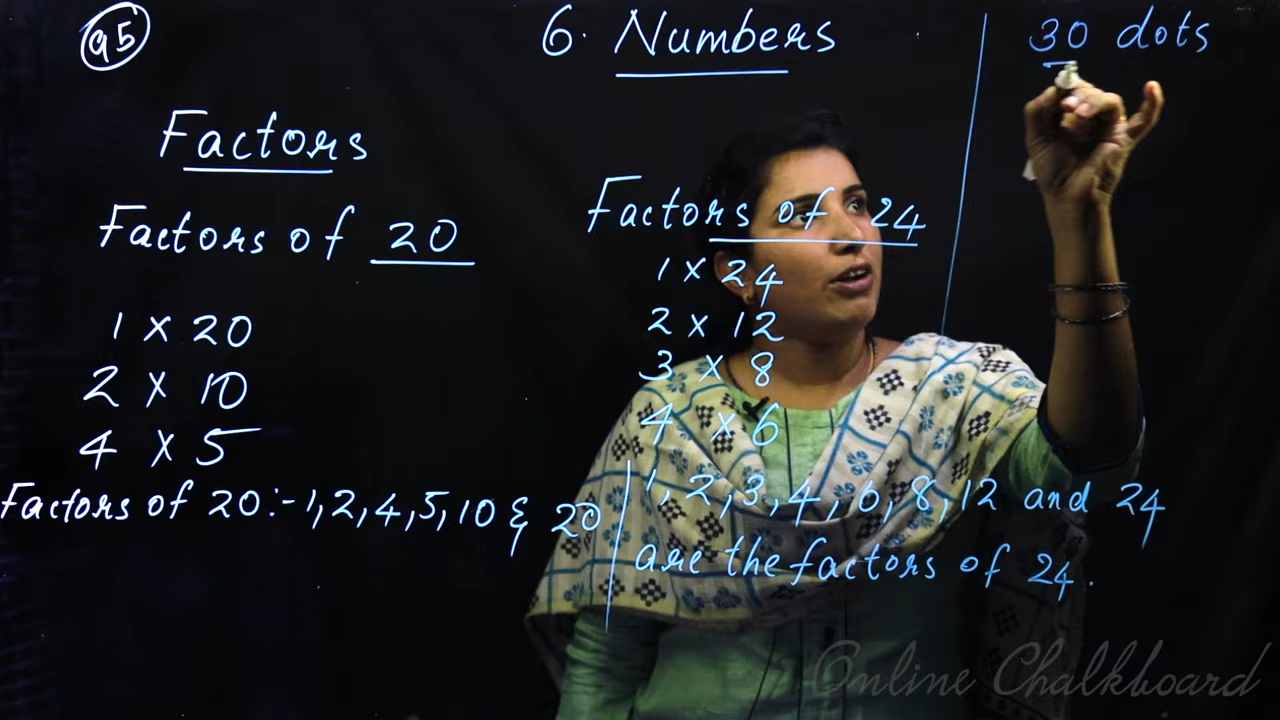 95
6. Numbers
30 dots
Factors
Factors of 20
1 x 20
2 x 10
4 x 5
Factors of 20:- 1, 2, 4, 5, 10 & 20
Factors of 24
1 x 24
2 x 12
3 x 8
4 x 6
1, 2, 3, 4, 6, 8, 12 and 24
are the factors of 24.
Online Chalkboard